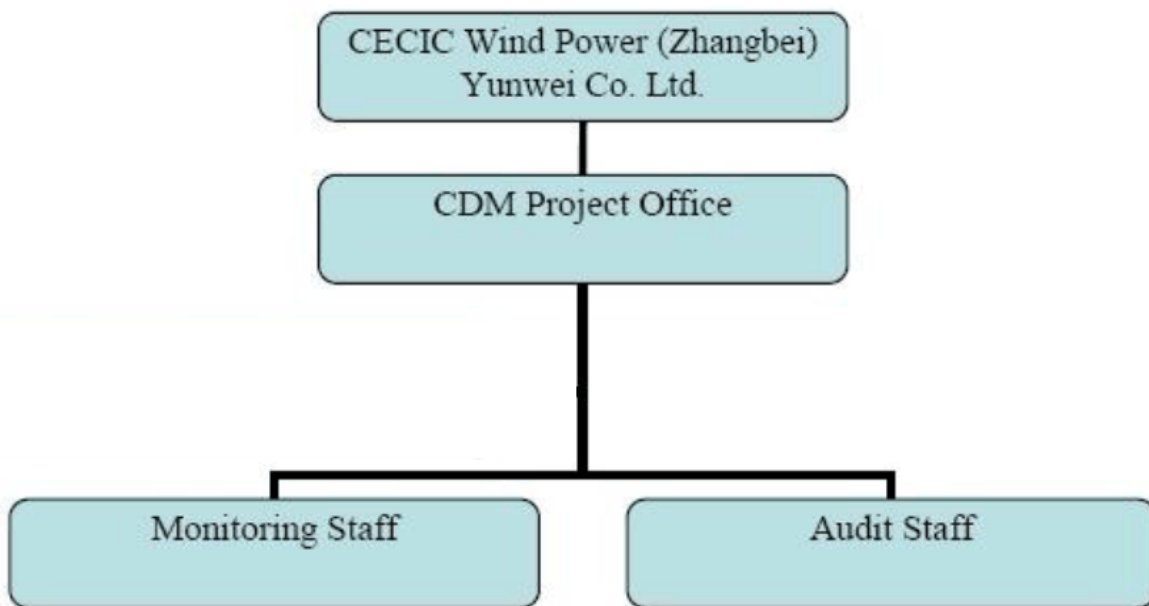 CECIC Wind Power (Zhangbei)
Yunwei Co. Ltd.
CDM Project Office
Monitoring Staff
Audit Staff